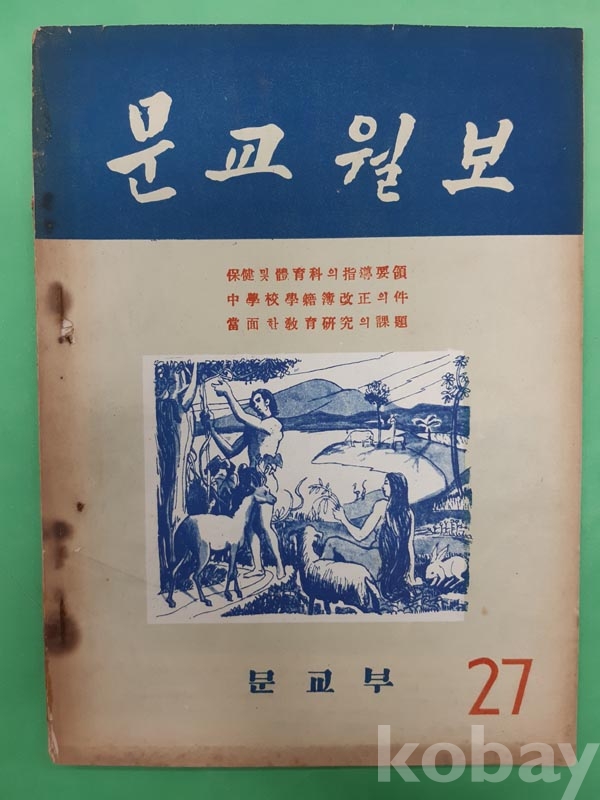 문교월보
保健및體育科의指導要領
中學校學籍簿改正의件
當面한敎育硏究의課題
문교부
27
kobay